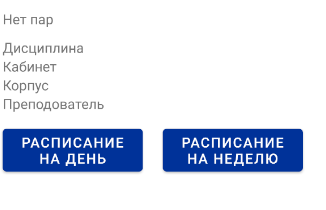 Нет пар
Дисциплина
Кабинет
Корпус
Преподователь
РАСПИСАНИЕ
НА ДЕНЬ
РАСПИСАНИЕ
НА НЕДЕЛЮ